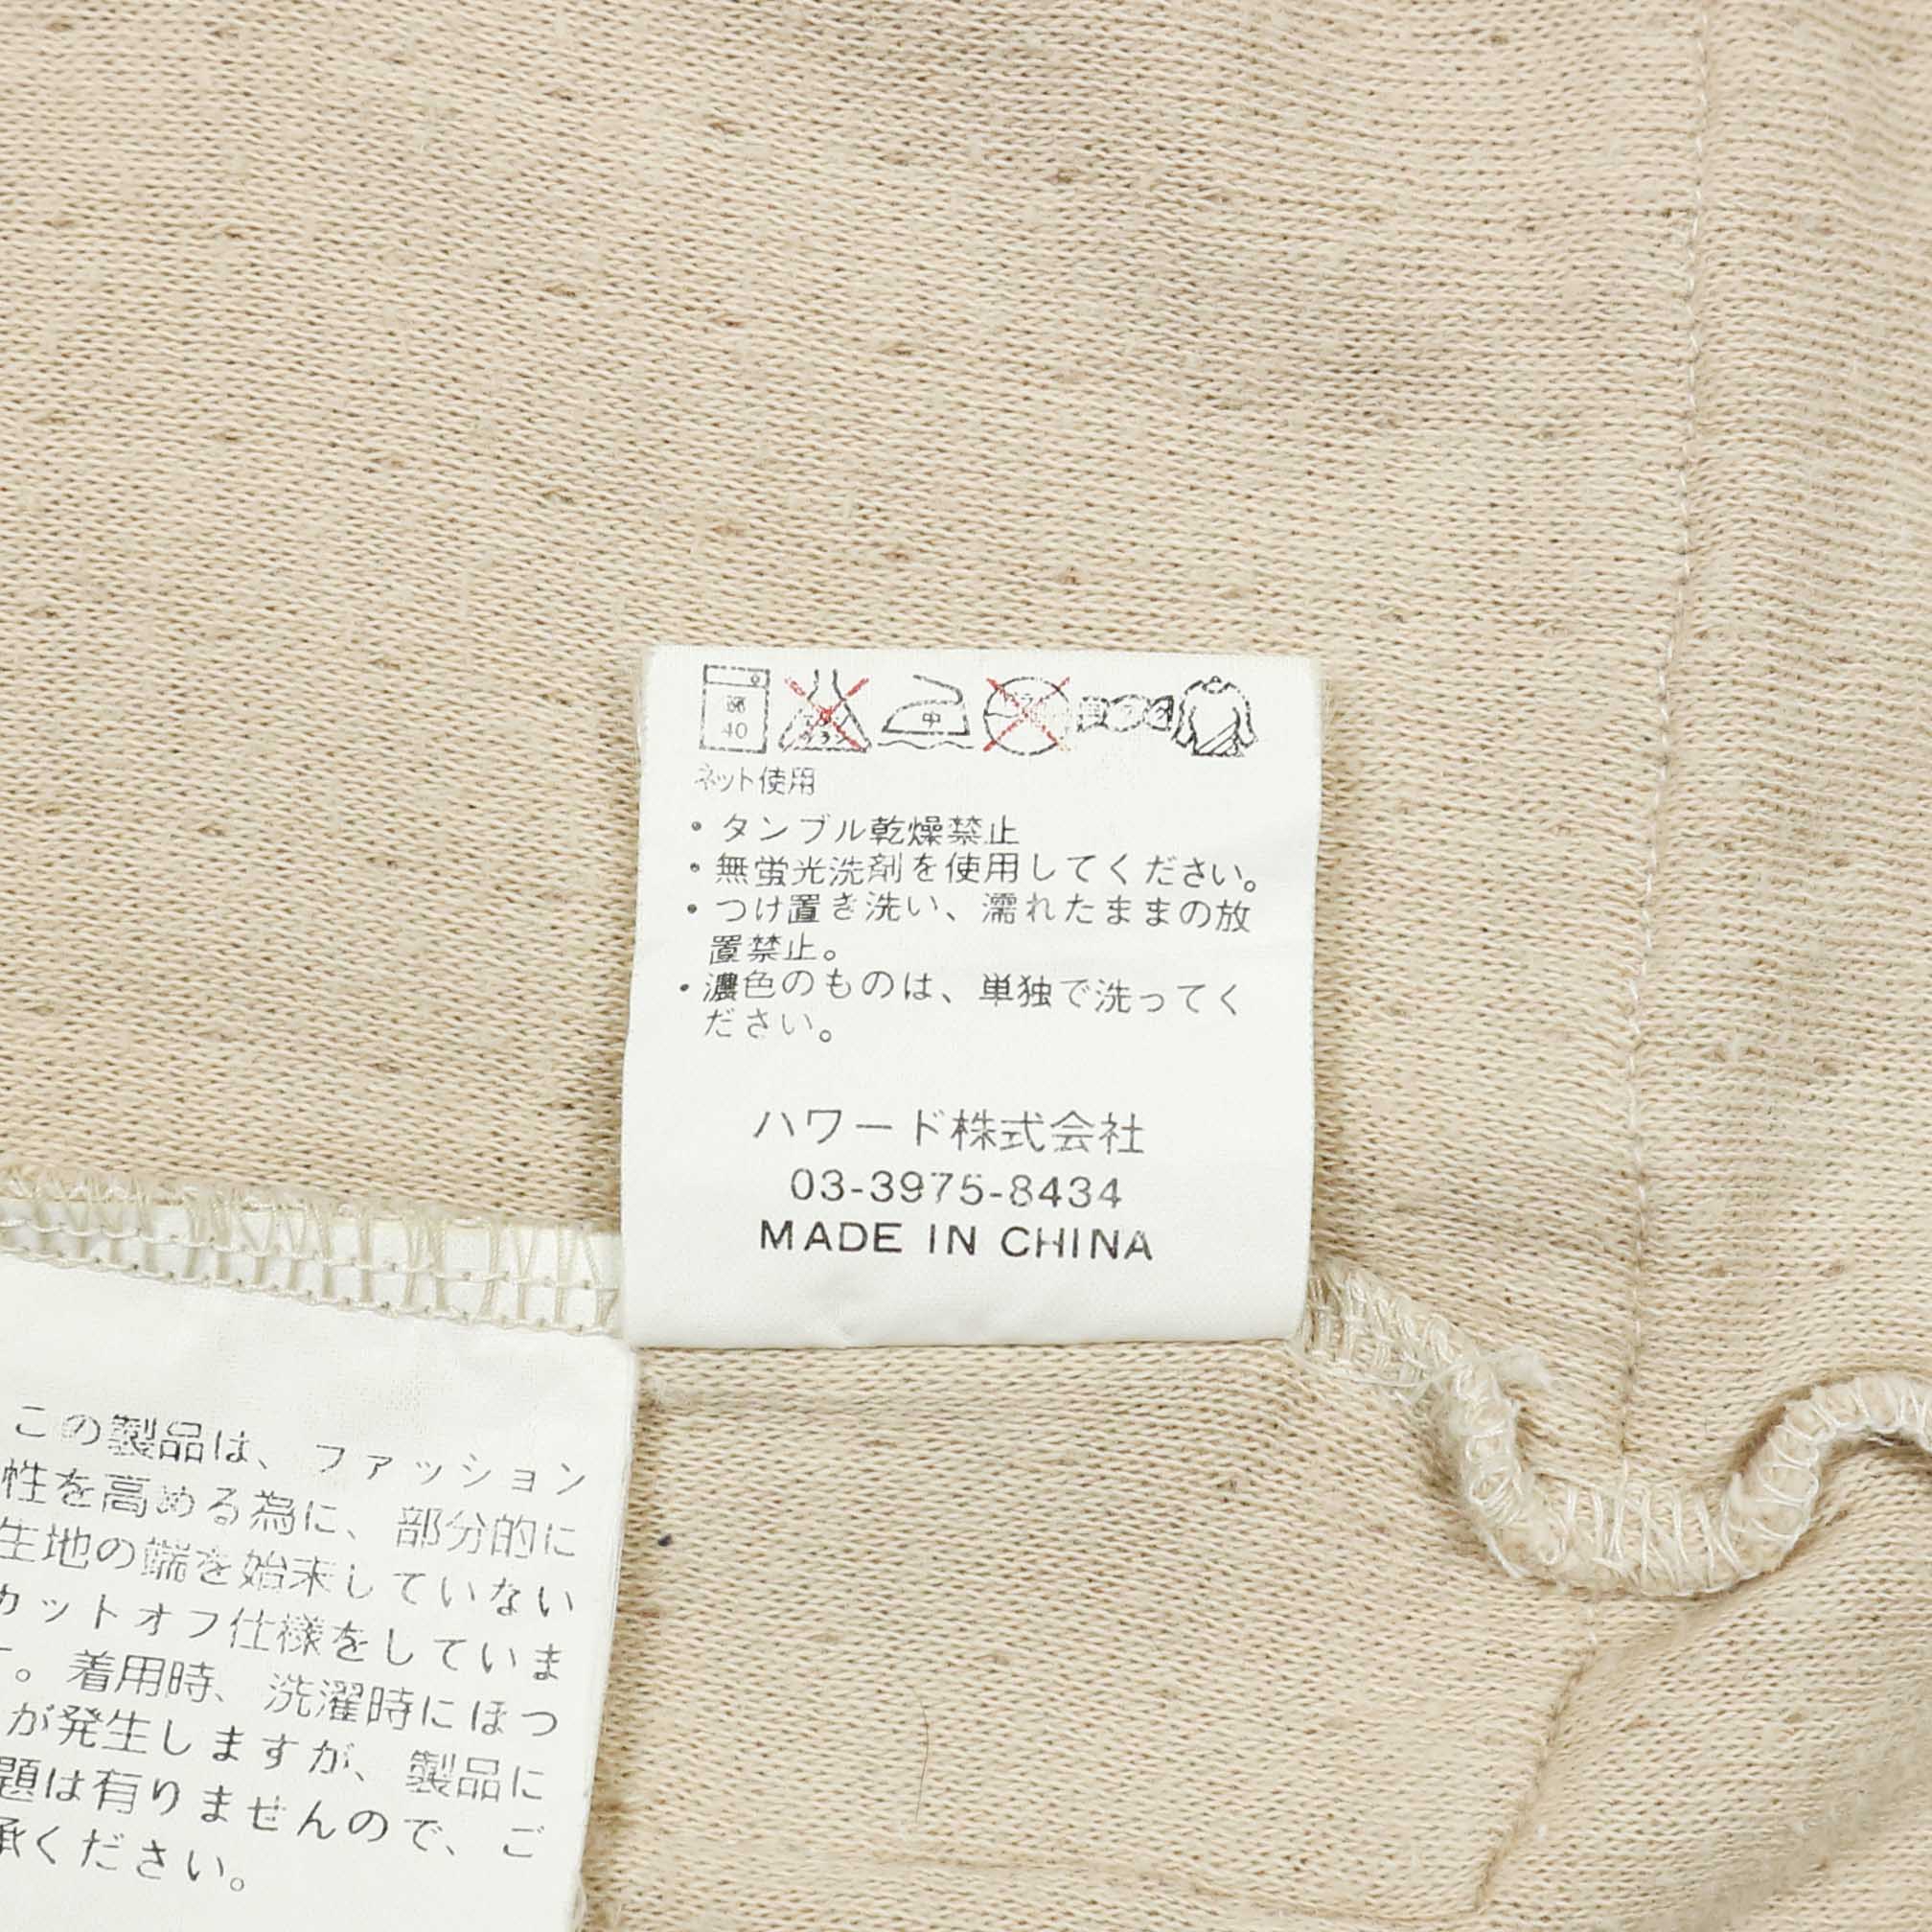 40
中
ネット使用
・タンブル乾燥禁止
・無蛍光洗剤を使用してください。
・つけ置き洗い、濡れたままの放
置禁止。
・濃色のものは、単独で洗ってく
ださい。
ハワード株式会社
03-3975-8434
MADE IN CHINA
この製品は、ファッション
性を高める為に、部分的に
生地の端を始末していない
カットオフ仕様をしていま
。着用時、洗濯時にほつ
が発生しますが、製品に
題は有りませんので、ご
承ください。